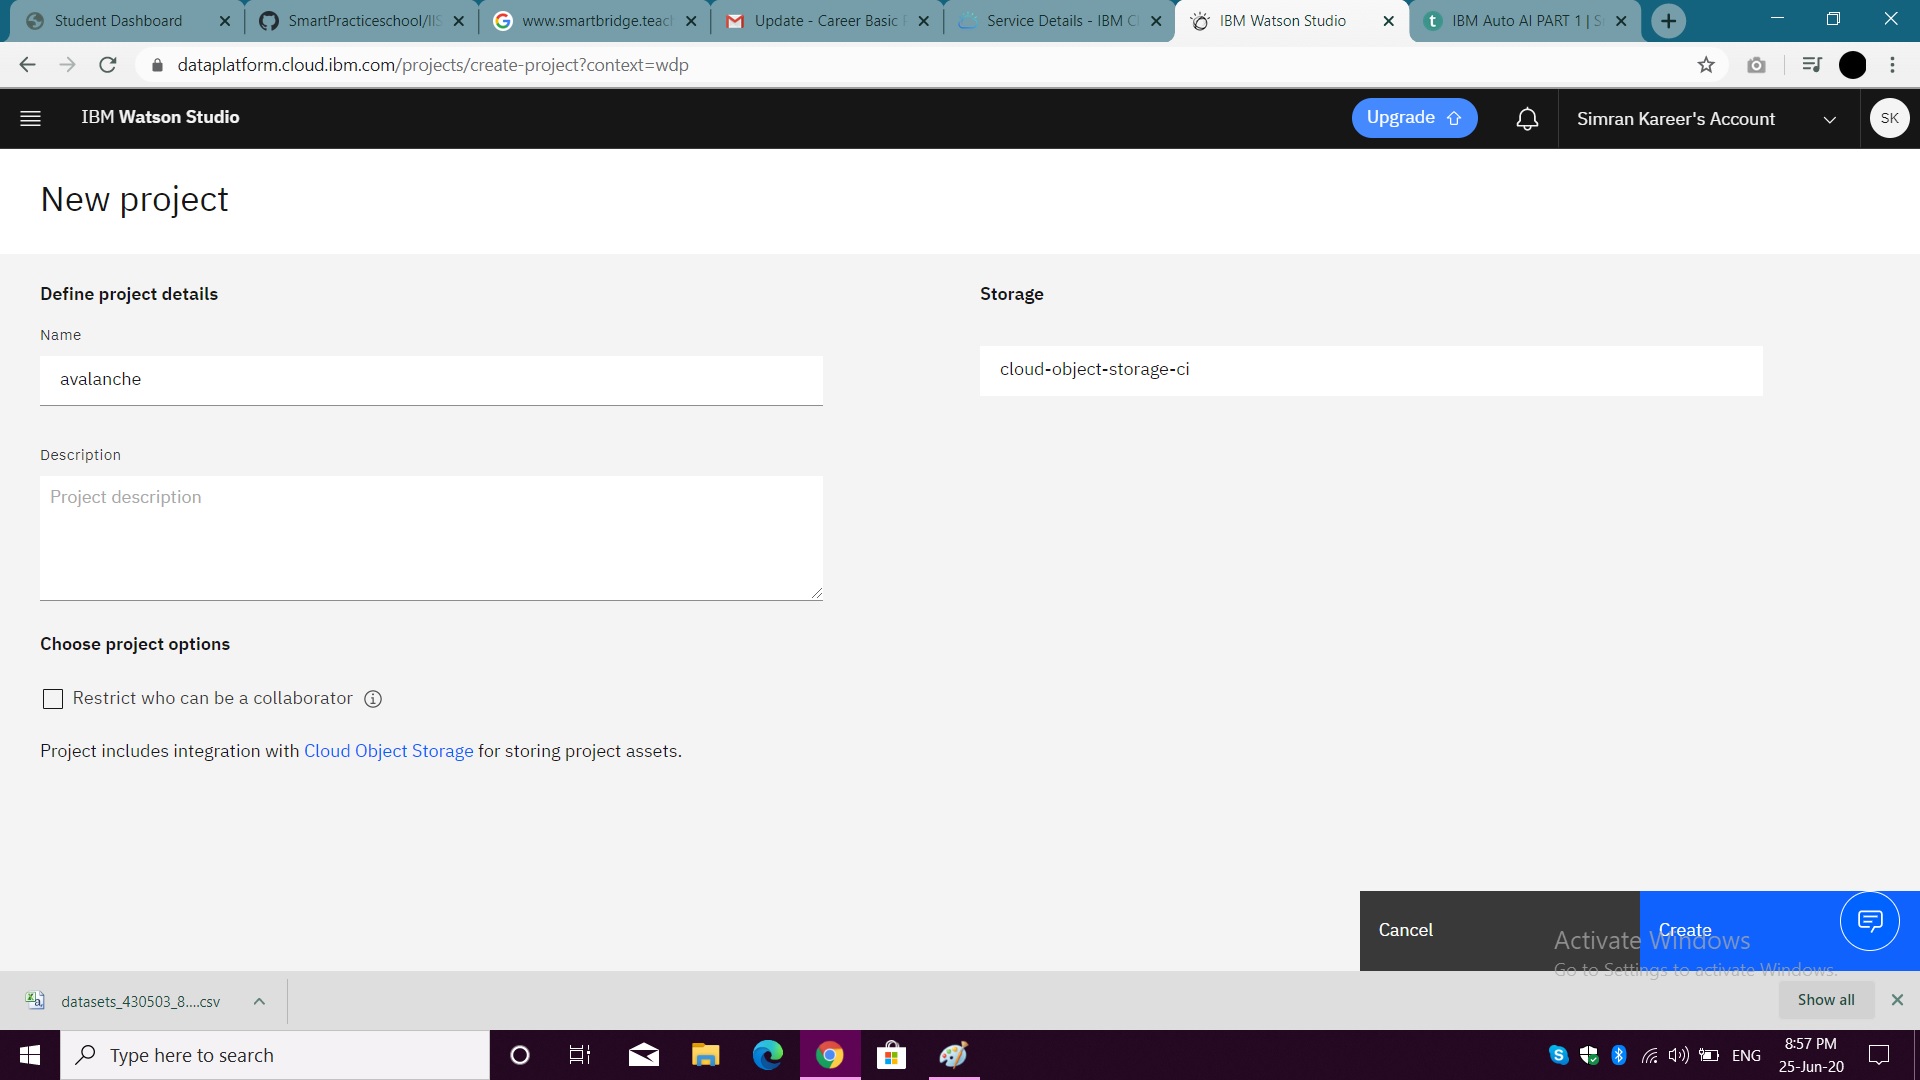 Student Dashboard
SmartPracticeschool/IIS
www.smartbridge.teach
Update - Career Basic
Service Details - IBM Cl
IBM Watson Studio
IBM Auto AI PART 1 | S
dataplatform.cloud.ibm.com/projects/create-project?context=wdp
IBM Watson Studio
Upgrade
Simran Kareer's Account
SK
New project
Define project details
Storage
Name
avalanche
cloud-object-storage-ci
Description
Project description
Choose project options
Restrict who can be a collaborator
Project includes integration with Cloud Object Storage for storing project assets.
Cancel
Create
Activate Windows
Go to Settings to activate Windows.
datasets_430503_8....csv
Show all
Type here to search
ENG
8:57 PM
25-Jun-20